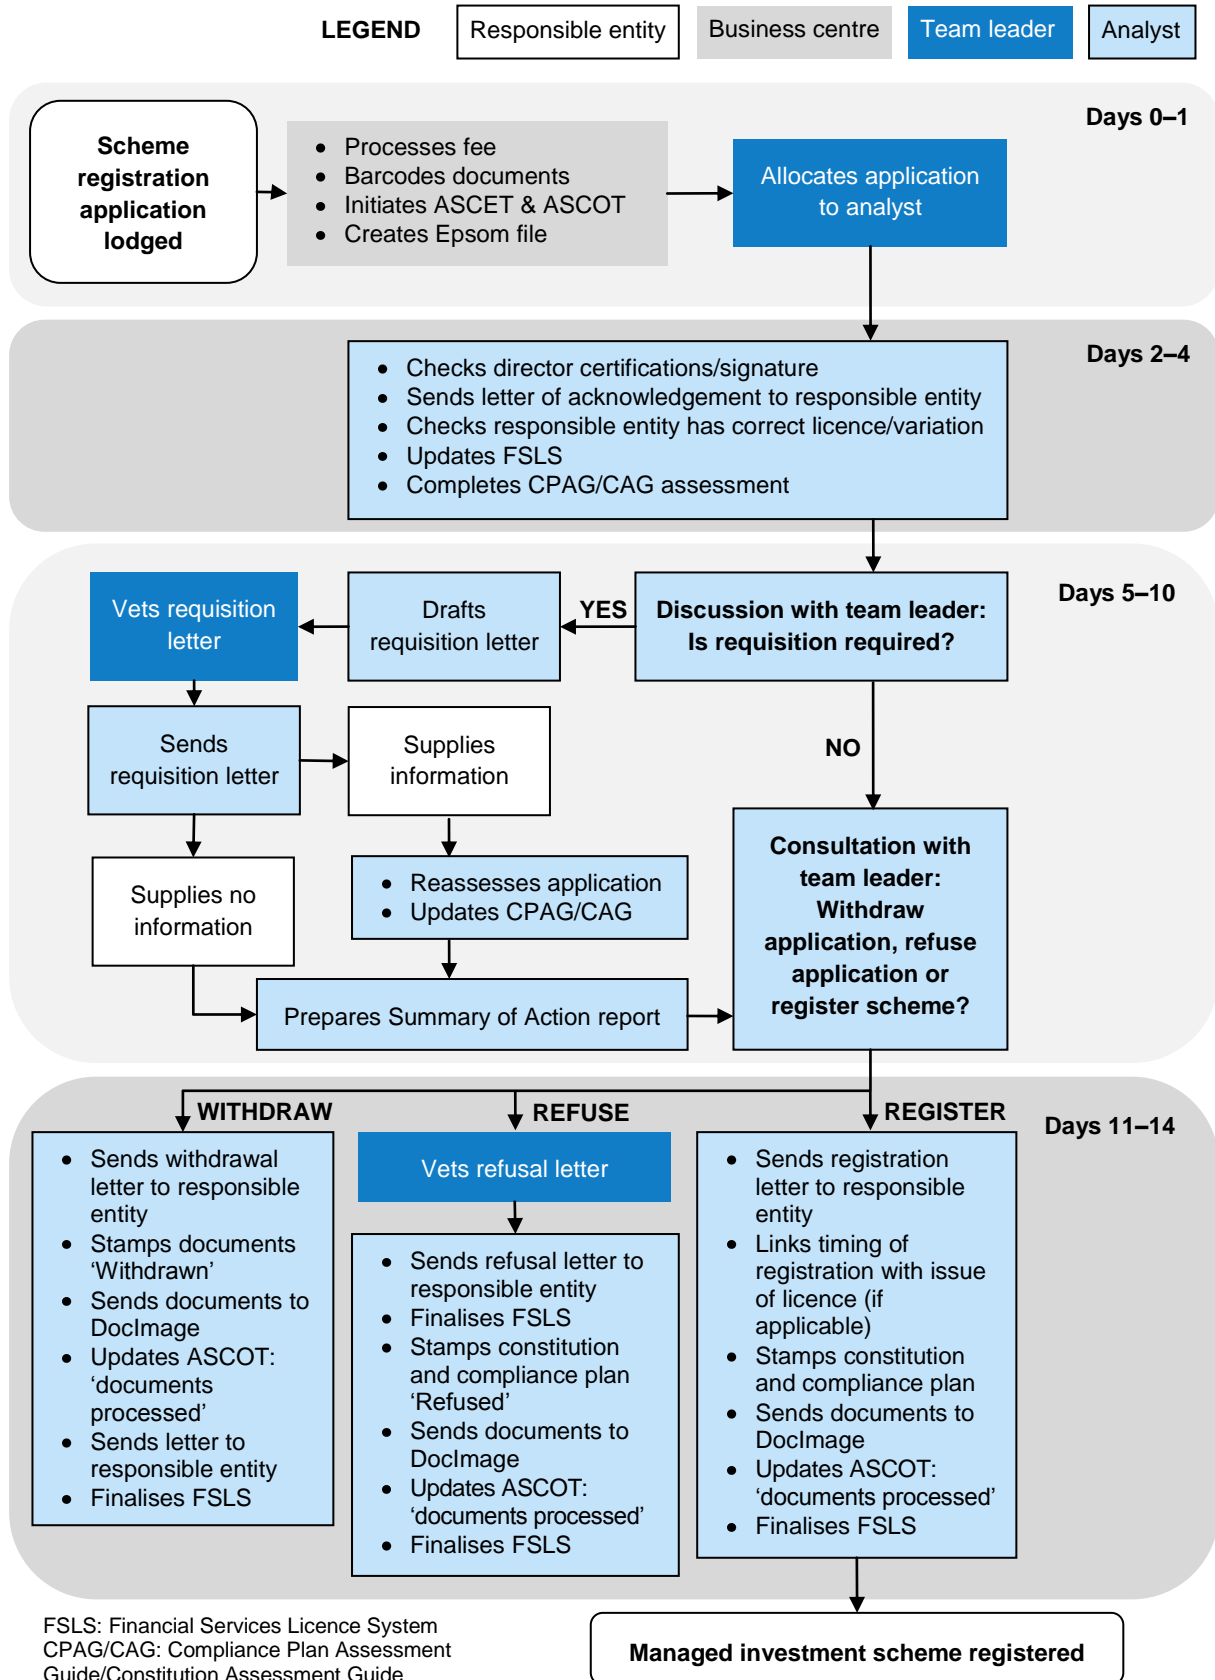 LEGEND
Responsible entity
Business centre
Team leader
Analyst
Days 0–1
Scheme
registration
application
lodged
• Processes fee
• Barcodes documents
• Initiates ASCET & ASCOT
• Creates Epsom file
Allocates application
to analyst
Days 2–4
• Checks director certifications/signature
• Sends letter of acknowledgement to responsible entity
• Checks responsible entity has correct licence/variation
• Updates FSLS
• Completes CPAG/CAG assessment
Days 5–10
Discussion with team leader:
Is requisition required?
YES
Drafts
requisition letter
Vets requisition
letter
Sends
requisition letter
Supplies
information
NO
Supplies no
information
• Reassesses application
• Updates CPAG/CAG
Prepares Summary of Action report
Consultation with
team leader:
Withdraw
application, refuse
application or
register scheme?
Days 11–14
WITHDRAW
• Sends withdrawal
letter to responsible
entity
• Stamps documents
‘Withdrawn’
• Sends documents to
DocImage
• Updates ASCOT:
‘documents
processed’
• Sends letter to
responsible entity
• Finalises FSLS
REFUSE
Vets refusal letter
• Sends refusal letter to
responsible entity
• Finalises FSLS
• Stamps constitution
and compliance plan
‘Refused’
• Sends documents to
DocImage
• Updates ASCOT:
‘documents processed’
• Finalises FSLS
REGISTER
• Sends registration
letter to responsible
entity
• Links timing of
registration with issue
of licence (if
applicable)
• Stamps constitution
and compliance plan
• Sends documents to
DocImage
• Updates ASCOT:
‘documents processed’
• Finalises FSLS
Managed investment scheme registered
FSLS: Financial Services Licence System
CPAG/CAG: Compliance Plan Assessment
Guide/Constitution Assessment Guide